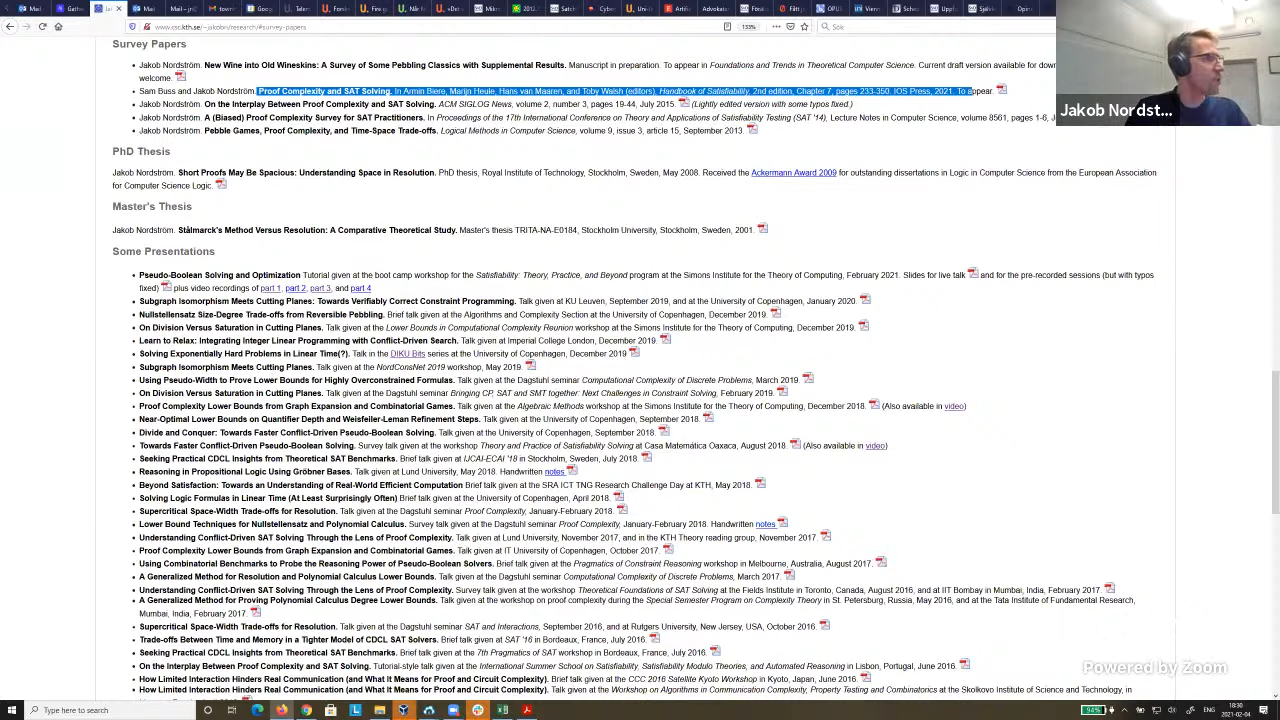 Mail
Gathe
Jak
Mail
Tim
Goog
Uni
Fire
När
«De
Mikro
2012
Satis
Cyber
Univ
Artifi
Auto
OPU
Vien
Sche
Uppfo
Spelv
Opini
www.csc.kth.se/~jakobn/research/#survey-papers
133%
Sök
Survey Papers
Jakob Nordström. New Wine into Old Wineskins: A Survey of Some Pebbling Classics with Supplemental Results. Manuscript in preparation. To appear in Foundations and Trends in Theoretical Computer Science. Current draft version available for dow
welcome.
Sam Buss and Jakob Nordström. Proof Complexity and SAT Solving. In Armin Biere, Marijn Heule, Hans van Maaren, and Toby Walsh (editors), Handbook of Satisfiability, 2nd edition, Chapter 7, pages 233-350. IOS Press, 2021. To appear.
Jakob Nordström. On the Interplay Between Proof Complexity and SAT Solving. ACM SIGLOG News, volume 2, number 3, pages 19-44, July 2015. (Lightly edited version with some typos fixed.)
Jakob Nordström. A (Biased) Proof Complexity Survey for SAT Practitioners. In Proceedings of the 17th International Conference on Theory and Applications of Satisfiability Testing (SAT '14), Lecture Notes in Computer Science, volume 8561, pages 1-6, J
Jakob Nordström. Pebble Games, Proof Complexity, and Time-Space Trade-offs. Logical Methods in Computer Science, volume 9, issue 3, article 15, September 2013.
Jakob Nordst...
PhD Thesis
Jakob Nordström. Short Proofs May Be Spacious: Understanding Space in Resolution. PhD thesis, Royal Institute of Technology, Stockholm, Sweden, May 2008. Received the Ackermann Award 2009 for outstanding dissertations in Logic in Computer Science from the European Association
for Computer Science Logic.
Master's Thesis
Jakob Nordström. Stålmarck's Method Versus Resolution: A Comparative Theoretical Study. Master's thesis TRITA-NA-E0184, Stockholm University, Stockholm, Sweden, 2001.
Some Presentations
Pseudo-Boolean Solving and Optimization Tutorial given at the boot camp workshop for the Satisfiability: Theory, Practice, and Beyond program at the Simons Institute for the Theory of Computing, February 2021. Slides for live talk and for the pre-recorded sessions (but with typos
fixed) plus video recordings of part 1, part 2, part 3, and part 4
Subgraph Isomorphism Meets Cutting Planes: Towards Verifiably Correct Constraint Programming. Talk given at KU Leuven, September 2019, and at the University of Copenhagen, January 2020.
Nullstellensatz Size-Degree Trade-offs from Reversible Pebbling. Brief talk given at the Algorithms and Complexity Section at the University of Copenhagen, December 2019.
On Division Versus Saturation in Cutting Planes. Talk given at the Lower Bounds in Computational Complexity Reunion workshop at the Simons Institute for the Theory of Computing, December 2019.
Learn to Relax: Integrating Integer Linear Programming with Conflict-Driven Search. Talk given at Imperial College London, December 2019.
Solving Exponentially Hard Problems in Linear Time(?). Talk in the DIKU Bits series at the University of Copenhagen, December 2019
Subgraph Isomorphism Meets Cutting Planes. Talk given at the NordConsNet 2019 workshop, May 2019.
Using Pseudo-Width to Prove Lower Bounds for Highly Overconstrained Formulas. Talk given at the Dagstuhl seminar Computational Complexity of Discrete Problems, March 2019.
On Division Versus Saturation in Cutting Planes. Talk given at the Dagstuhl seminar Bringing CP, SAT and SMT together: Next Challenges in Constraint Solving, February 2019.
Proof Complexity Lower Bounds from Graph Expansion and Combinatorial Games. Talk given at the Algebraic Methods workshop at the Simons Institute for the Theory of Computing, December 2018. (Also available in video)
Near-Optimal Lower Bounds on Quantifier Depth and Weisfeiler-Leman Refinement Steps. Talk given at the University of Copenhagen, September 2018.
Divide and Conquer: Towards Faster Conflict-Driven Pseudo-Boolean Solving. Talk given at the University of Copenhagen, September 2018.
Towards Faster Conflict-Driven Pseudo-Boolean Solving. Survey talk given at the workshop Theory and Practice of Satisfiability Solving at Casa Matemática Oaxaca, August 2018. (Also available in video)
Seeking Practical CDCL Insights from Theoretical SAT Benchmarks. Brief talk given at IJCAI-ECAI '18 in Stockholm, Sweden, July 2018.
Reasoning in Propositional Logic Using Gröbner Bases. Talk given at Lund University, May 2018. Handwritten notes
Beyond Satisfaction: Towards an Understanding of Real-World Efficient Computation Brief talk given at the SRA ICT TNG Research Challenge Day at KTH, May 2018.
Solving Logic Formulas in Linear Time (At Least Surprisingly Often) Brief talk given at the University of Copenhagen, April 2018.
Supercritical Space-Width Trade-offs for Resolution. Talk given at the Dagstuhl seminar Proof Complexity, January-February 2018.
Lower Bound Techniques for Nullstellensatz and Polynomial Calculus. Survey talk given at the Dagstuhl seminar Proof Complexity, January-February 2018. Handwritten notes
Understanding Conflict-Driven SAT Solving Through the Lens of Proof Complexity. Talk given at Lund University, November 2017, and in the KTH Theory reading group, November 2017.
Proof Complexity Lower Bounds from Graph Expansion and Combinatorial Games. Talk given at IT University of Copenhagen, October 2017.
Using Combinatorial Benchmarks to Probe the Reasoning Power of Pseudo-Boolean Solvers. Brief talk given at the Pragmatics of Constraint Reasoning workshop in Melbourne, Australia, August 2017.
A Generalized Method for Resolution and Polynomial Calculus Lower Bounds. Talk given at the Dagstuhl seminar Computational Complexity of Discrete Problems, March 2017.
Understanding Conflict-Driven SAT Solving Through the Lens of Proof Complexity. Survey talk given at the workshop Theoretical Foundations of SAT Solving at the Fields Institute in Toronto, Canada, August 2016, and at IIT Bombay in Mumbai, India, February 2017.
A Generalized Method for Proving Polynomial Calculus Degree Lower Bounds. Talk given at the workshop on proof complexity during the Special Semester Program on Complexity Theory in St. Petersburg, Russia, May 2016, and at the Tata Institute of Fundamental Research,
Mumbai, India, February 2017.
Supercritical Space-Width Trade-offs for Resolution. Talk given at the Dagstuhl seminar SAT and Interactions, September 2016, and at Rutgers University, New Jersey, USA, October 2016.
Trade-offs Between Time and Memory in a Tighter Model of CDCL SAT Solvers. Brief talk given at SAT '16 in Bordeaux, France, July 2016.
Seeking Practical CDCL Insights from Theoretical SAT Benchmarks. Brief talk given at the 7th Pragmatics of SAT workshop in Bordeaux, France, July 2016.
On the Interplay Between Proof Complexity and SAT Solving. Tutorial-style talk given at the International Summer School on Satisfiability, Satisfiability Modulo Theories, and Automated Reasoning in Lisbon, Portugal, June 2016.
How Limited Interaction Hinders Real Communication (and What It Means for Proof and Circuit Complexity). Brief talk given at the CCC 2016 Satellite Kyoto Workshop in Kyoto, Japan, June 2016.
How Limited Interaction Hinders Real Communication (and What It Means for Proof and Circuit Complexity). Talk given at the Workshop on Algorithms in Communication Complexity, Property Testing and Combinatorics at the Skolkovo Institute of Science and Technology, in
Powered by Zoom
Type here to search
94%
18:30
2021-02-04